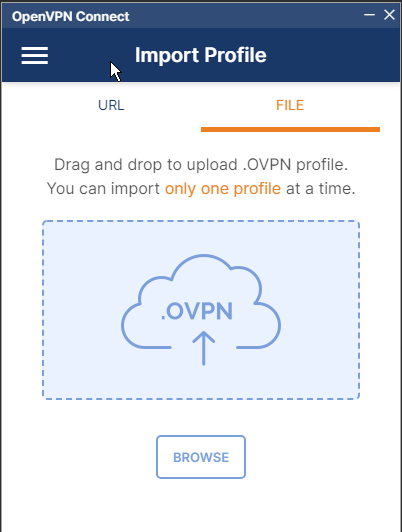 OpenVPN Connect
Import Profile
URL
FILE
Drag and drop to upload .OVPN profile.
You can import only one profile at a time.
.OVPN
BROWSE